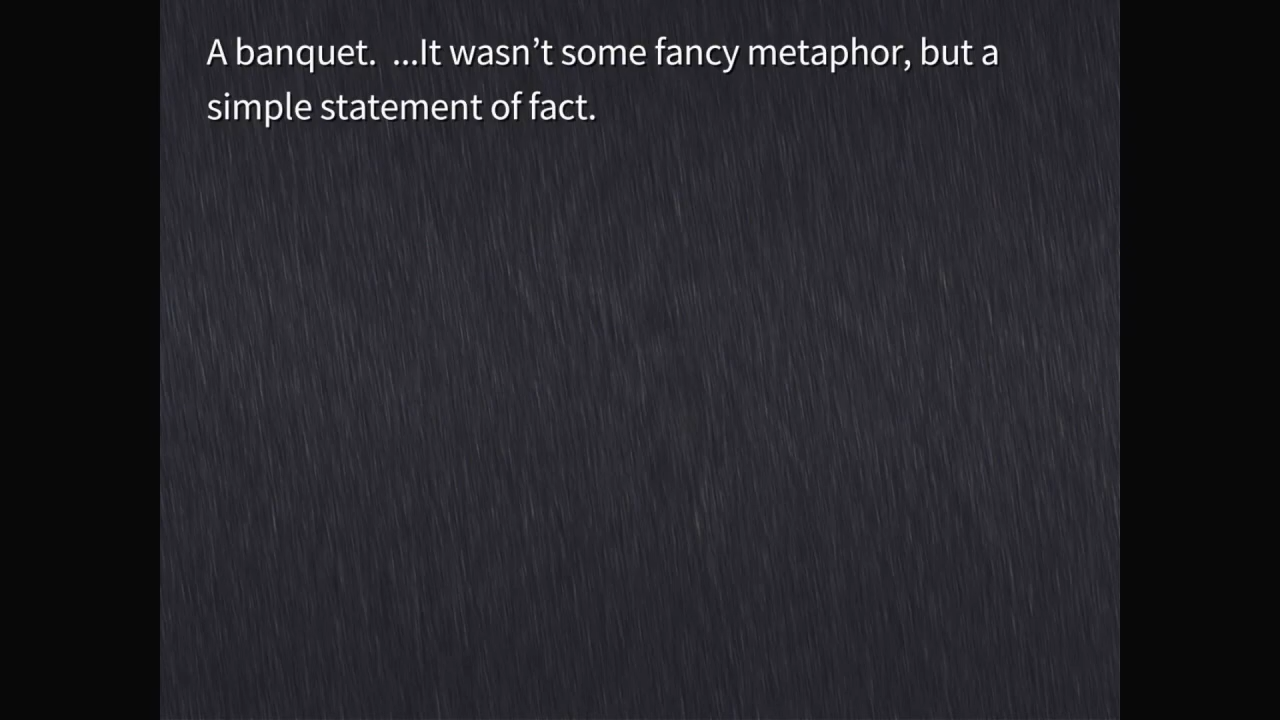 A banquet.  ...It wasn’t some fancy metaphor, but a
simple statement of fact.